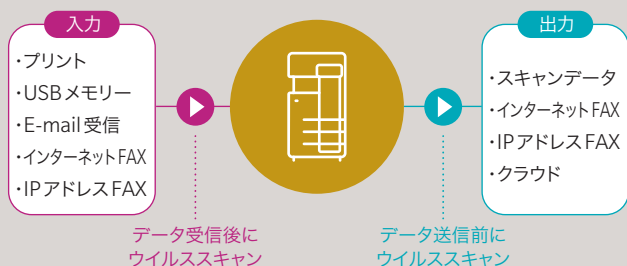 入力
・プリント
・USBメモリー
・E-mail受信
・インターネットFAX
・IPアドレスFAX
データ受信後に
ウイルススキャン
出力
・スキャンデータ
・インターネットFAX
・IPアドレスFAX
・クラウド
データ送信前に
ウイルススキャン